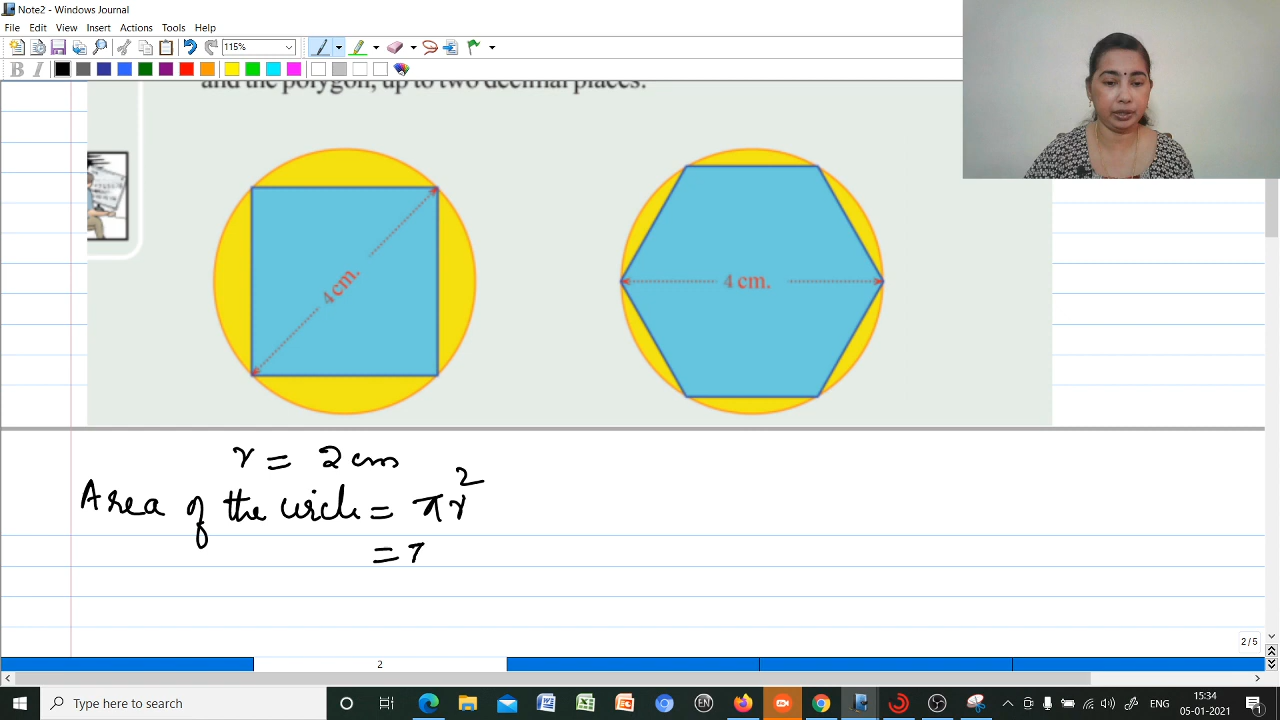 Note2 - Windows Journal
File Edit View Insert Actions Tools Help
115%
B I
and the polygon, up to two decimal places.
4 cm.
4 cm.
r = 2 cm
Area of the circle = πr²
=
2 / 5
2
Type here to search
EN
15:34
05-01-2021